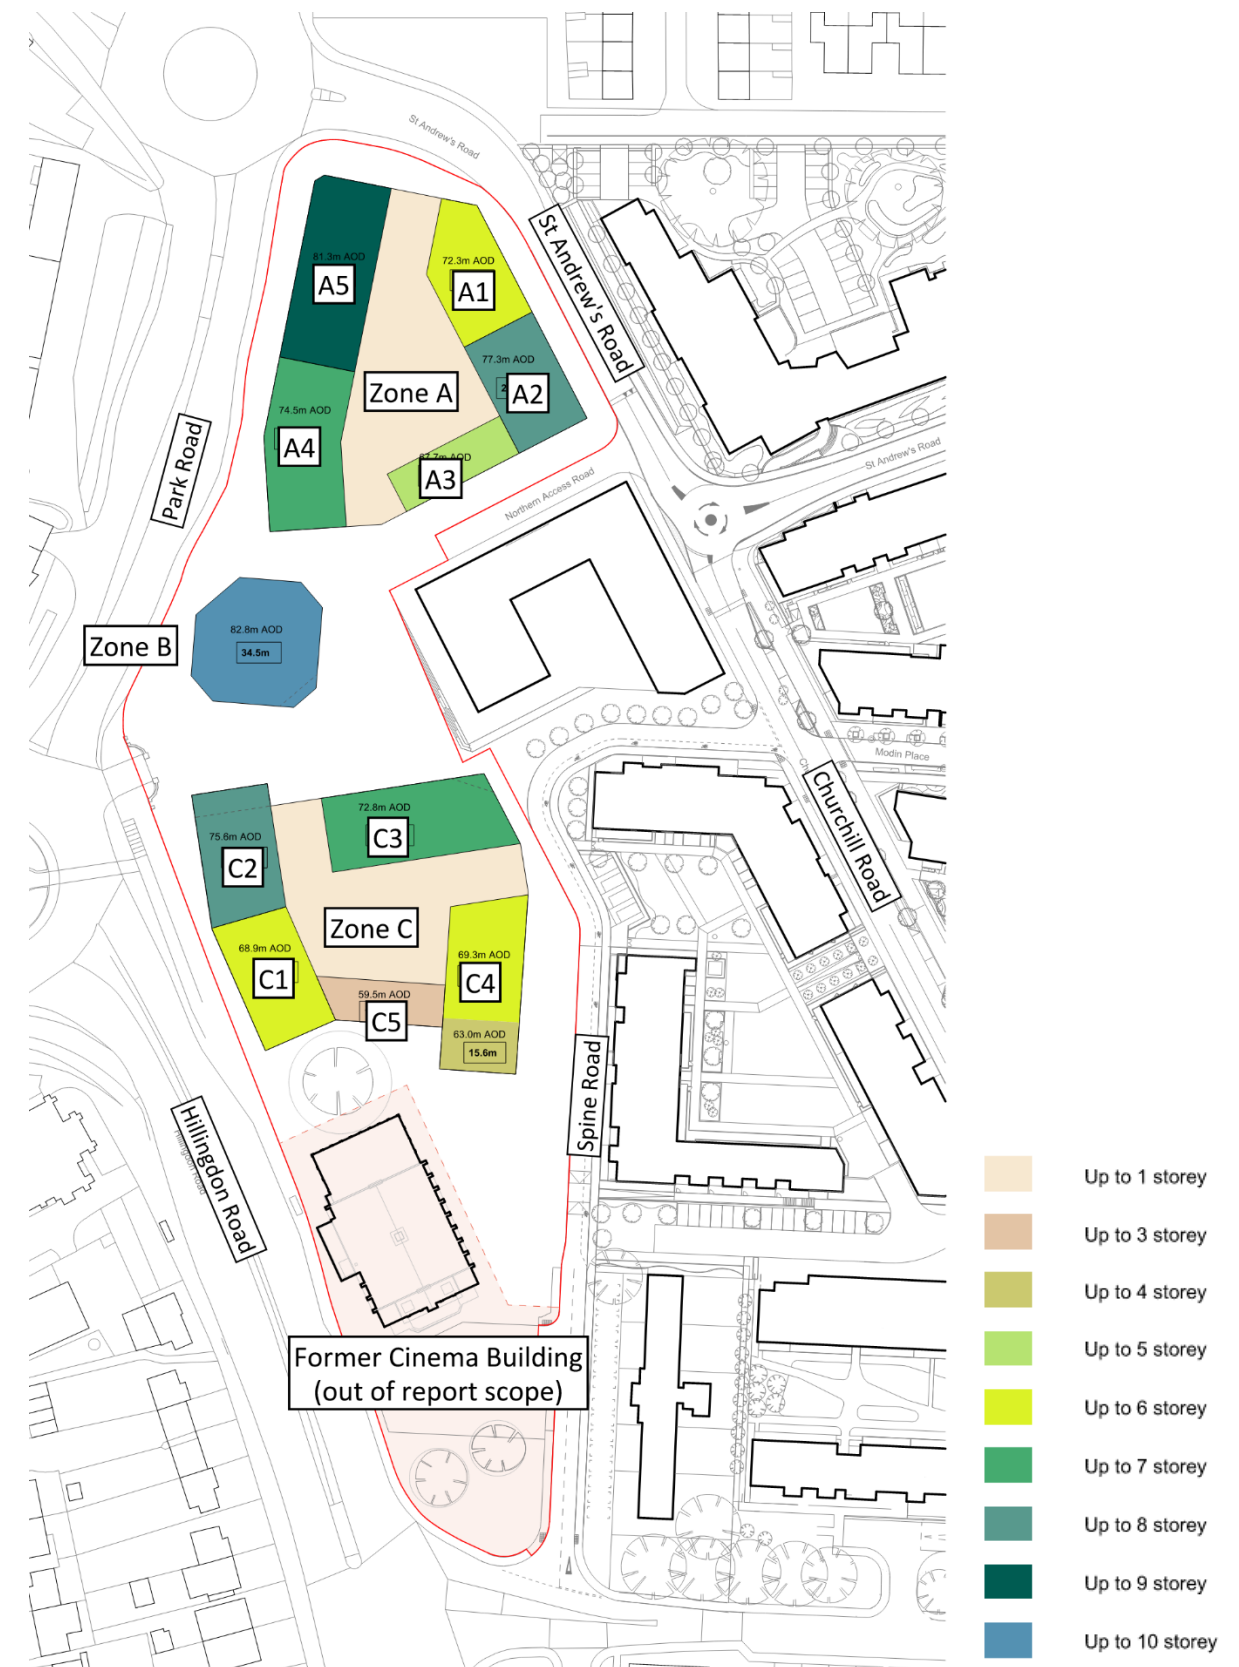 St Andrew's Road
St Andrew's Road
81.3m AOD
A5
72.3m AOD
A1
77.3m AOD
A2
Zone A
74.5m AOD
A4
A3
Park Road
St Andrew's Road
Northern Access Road
Zone B
82.8m AOD
34.5m
Modin Place
Churchill Road
72.8m AOD
C3
75.6m AOD
C2
Zone C
68.9m AOD
C1
69.3m AOD
C4
59.5m AOD
C5
63.0m AOD
15.6m
Spine Road
Hillingdon Road
Hillingdon Road
Former Cinema Building
(out of report scope)
Up to 1 storey
Up to 3 storey
Up to 4 storey
Up to 5 storey
Up to 6 storey
Up to 7 storey
Up to 8 storey
Up to 9 storey
Up to 10 storey